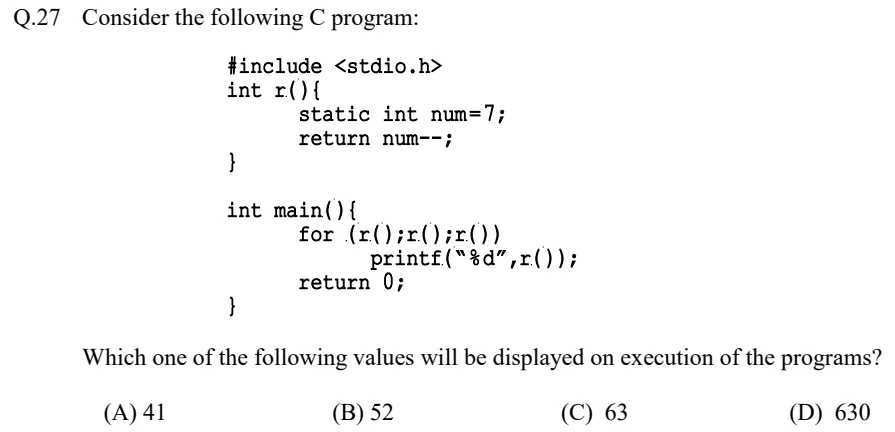 Q.27 Consider the following C program:
#include <stdio.h>
int r(){
static int num=7;
return num--;
}
int main(){
for (r();r();r())
printf(“%d”,r());
return 0;
}
Which one of the following values will be displayed on execution of the programs?
(A) 41 (B) 52 (C) 63 (D) 630